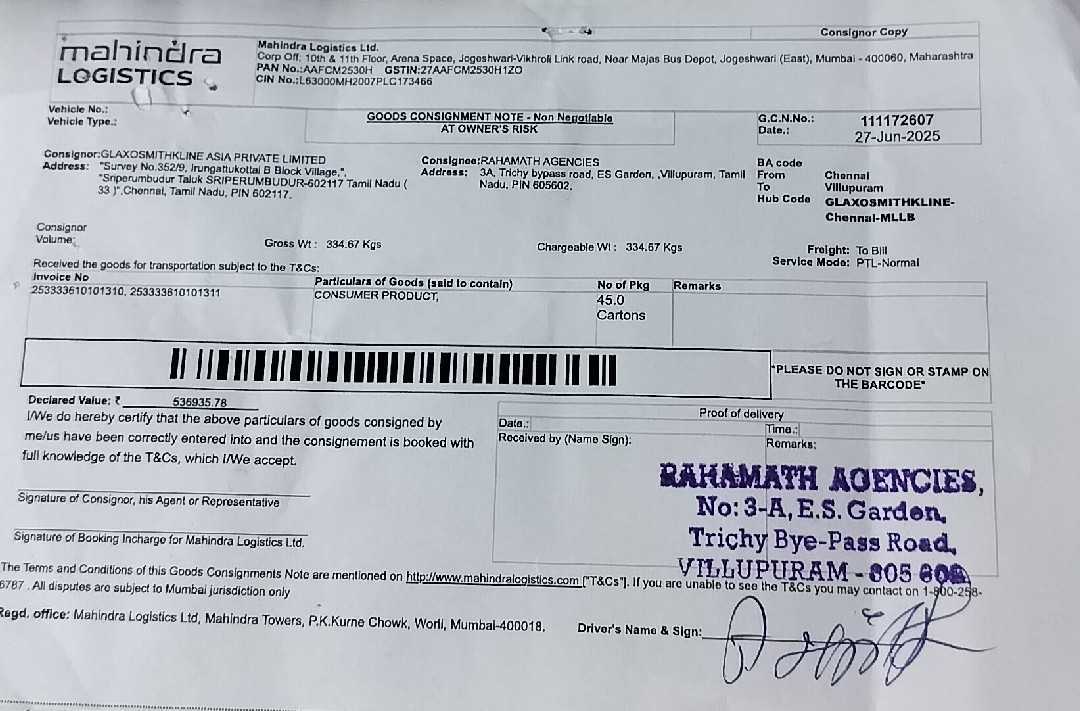 Consignor Copy
mahindra
LOGISTICS
Mahindra Logistics Ltd.
Corp Off: 10th & 11th Floor, Arena Space, Jogeshwari-Vikhroli Link road, Near Majas Bus Depot, Jogeshwari (East), Mumbai - 400060, Maharashtra
PAN No.:AAFCM2530H GSTIN:27AAFCM2530H1ZO
CIN No.:L63000MH2007PLC173466
Vehicle No.:
Vehicle Type.:
GOODS CONSIGNMENT NOTE - Non Negotiable
AT OWNER'S RISK
G.C.N.No.: 111172607
Date.: 27-Jun-2025
Consignor:GLAXOSMITHKLINE ASIA PRIVATE LIMITED
Address: "Survey No.352/9, Irungattukottai B Block Village,",
"Sriperumbudur Taluk SRIPERUMBUDUR-602117 Tamil Nadu (
33 )",Chennai, Tamil Nadu, PIN 602117.
Consignee:RAHAMATH AGENCIES
Address: 3A, Trichy bypass road, ES Garden, ,Villupuram, Tamil
Nadu, PIN 605602.
BA code
From Chennai
To Villupuram
Hub Code GLAXOSMITHKLINE-
Chennai-MLLB
Consignor
Volume:
Gross Wt : 334.67 Kgs
Chargeable Wt : 334.67 Kgs
Freight: To Bill
Service Mode: PTL-Normal
Received the goods for transportation subject to the T&Cs:
Invoice No
Particulars of Goods (said to contain)
No of Pkg
Remarks
253333610101310, 253333610101311
CONSUMER PRODUCT,
45.0
Cartons
*PLEASE DO NOT SIGN OR STAMP ON
THE BARCODE*
Declared Value: ₹ 536935.78
I/We do hereby certify that the above particulars of goods consigned by
me/us have been correctly entered into and the consignement is booked with
full knowledge of the T&Cs, which I/We accept.
Proof of delivery
Date.:
Time.:
Received by (Name Sign):
Remarks:
RAHAMATH AGENCIES,
No: 3-A, E.S. Garden,
Trichy Bye-Pass Road,
VILLUPURAM - 605 602
Signature of Consignor, his Agent or Representative
Signature of Booking Incharge for Mahindra Logistics Ltd.
The Terms and Conditions of this Goods Consignments Note are mentioned on http://www.mahindralogistics.com ["T&Cs"]. If you are unable to see the T&Cs you may contact on 1-800-258-
6787 . All disputes are subject to Mumbai jurisdiction only
Regd. office: Mahindra Logistics Ltd, Mahindra Towers, P.K.Kurne Chowk, Worli, Mumbai-400018.
Driver's Name & Sign: